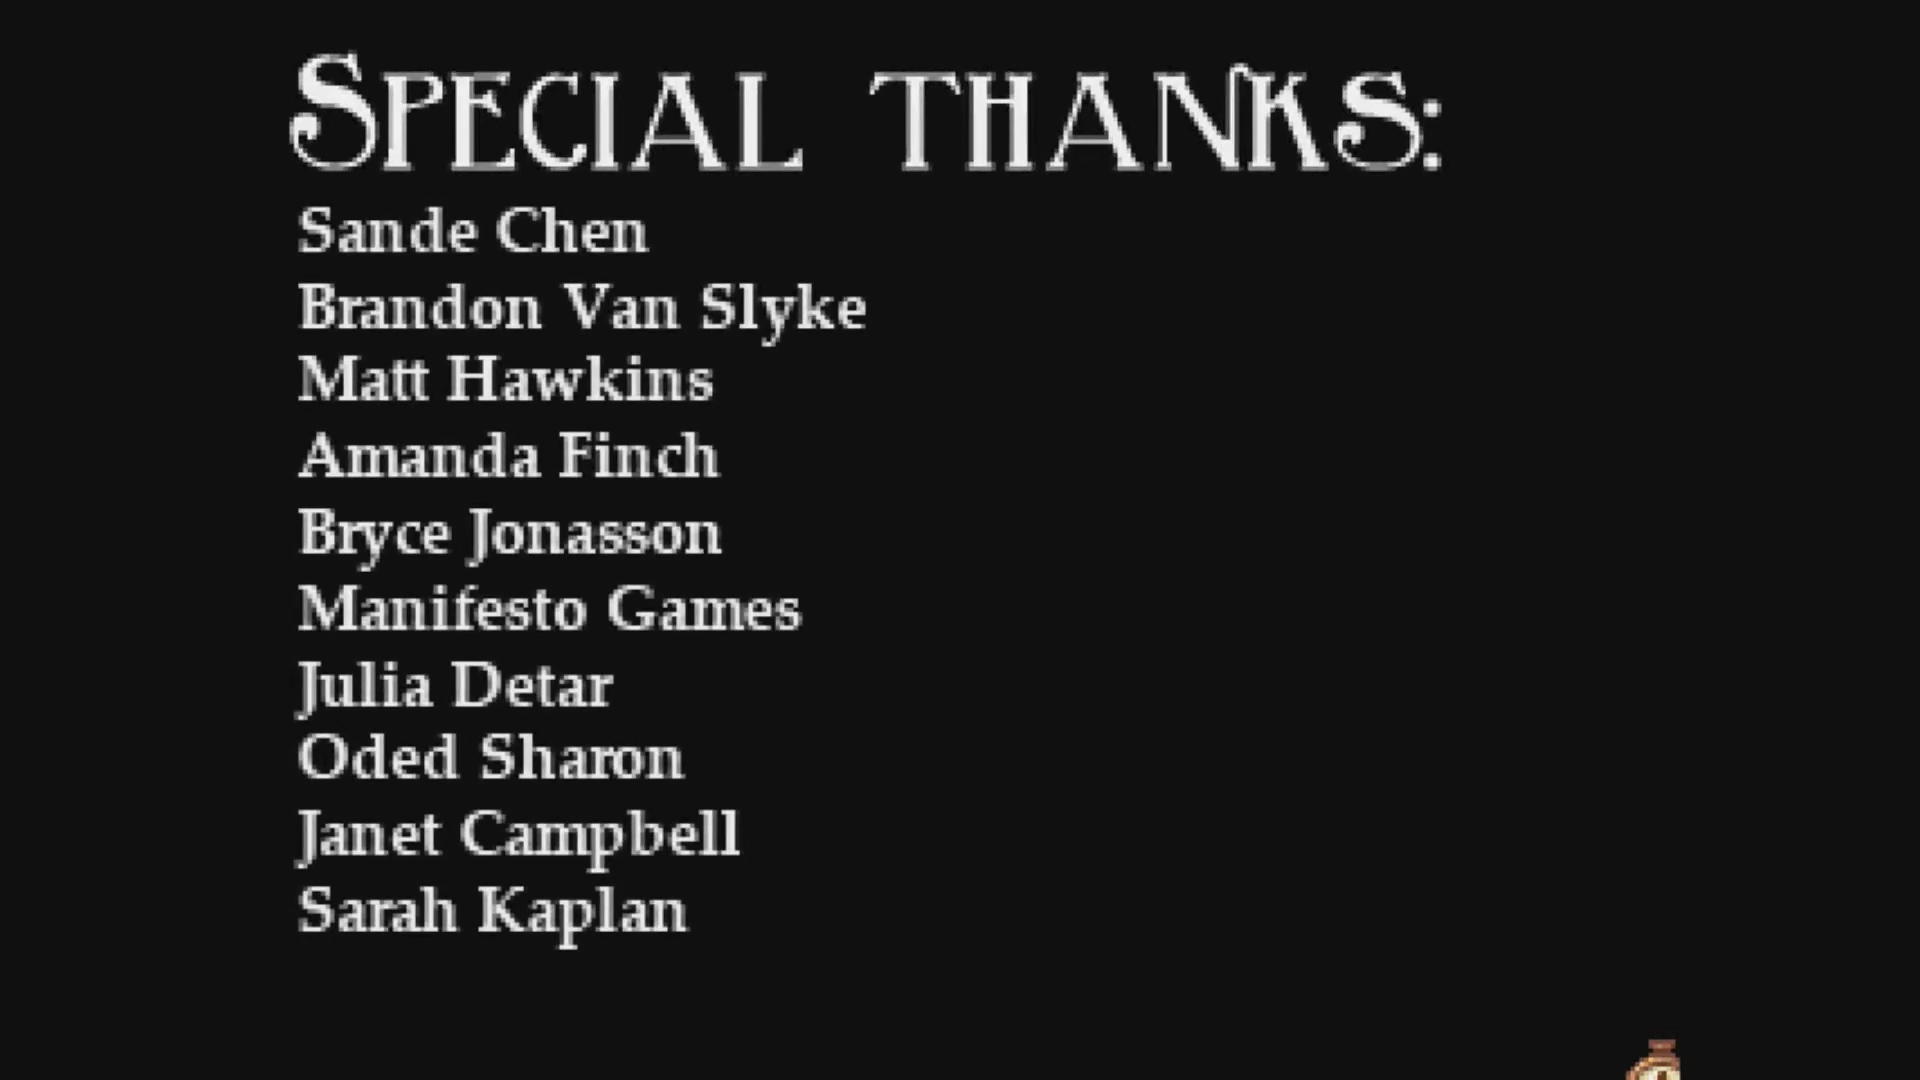 Special thanks:
Sande Chen
Brandon Van Slyke
Matt Hawkins
Amanda Finch
Bryce Jonasson
Manifesto Games
Julia Detar
Oded Sharon
Janet Campbell
Sarah Kaplan